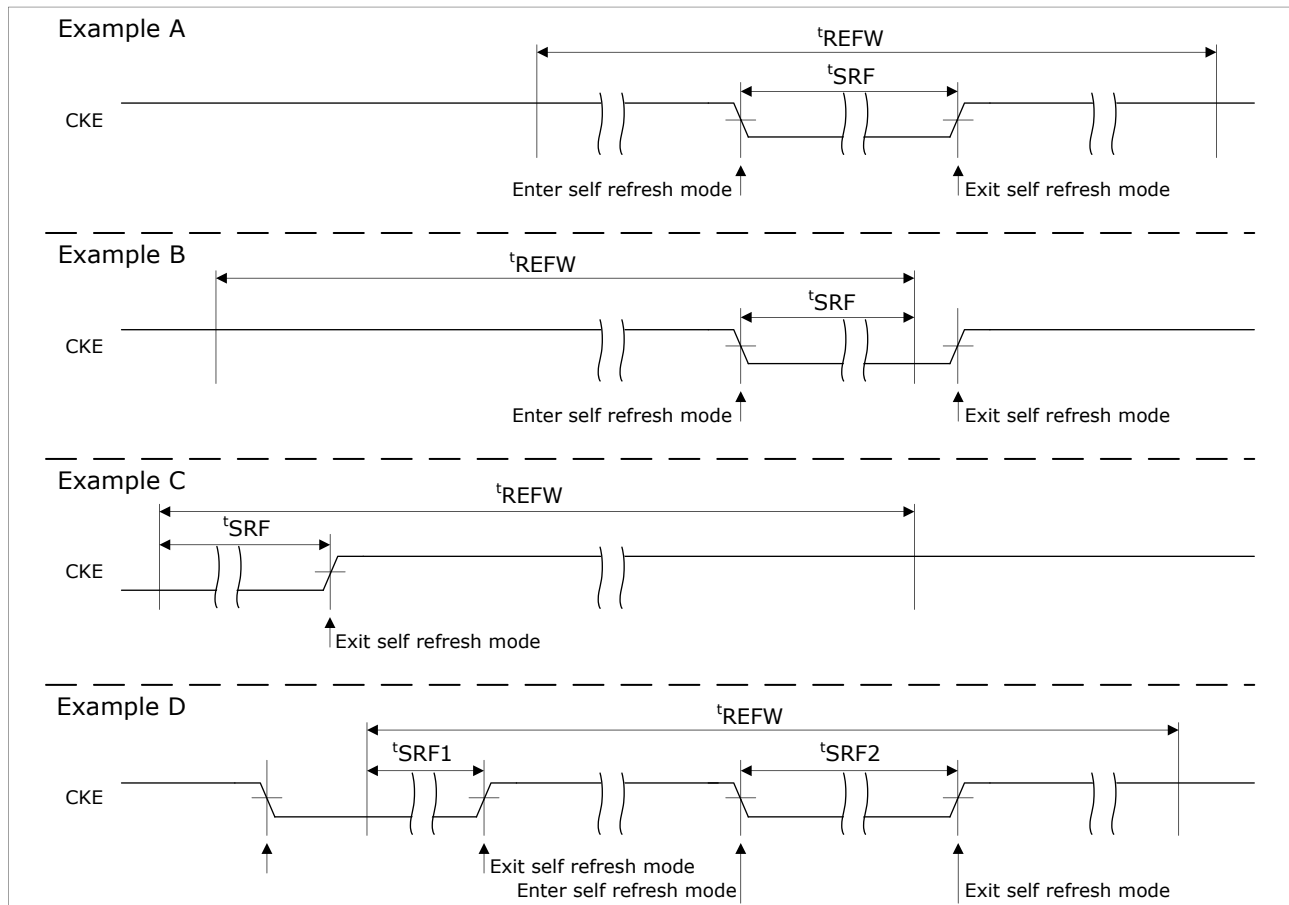 Example A
tREFW
tSRF
CKE
Enter self refresh mode
Exit self refresh mode
Example B
tREFW
tSRF
CKE
Enter self refresh mode
Exit self refresh mode
Example C
tREFW
tSRF
CKE
Exit self refresh mode
Example D
tREFW
tSRF1
tSRF2
CKE
Exit self refresh mode
Enter self refresh mode
Exit self refresh mode